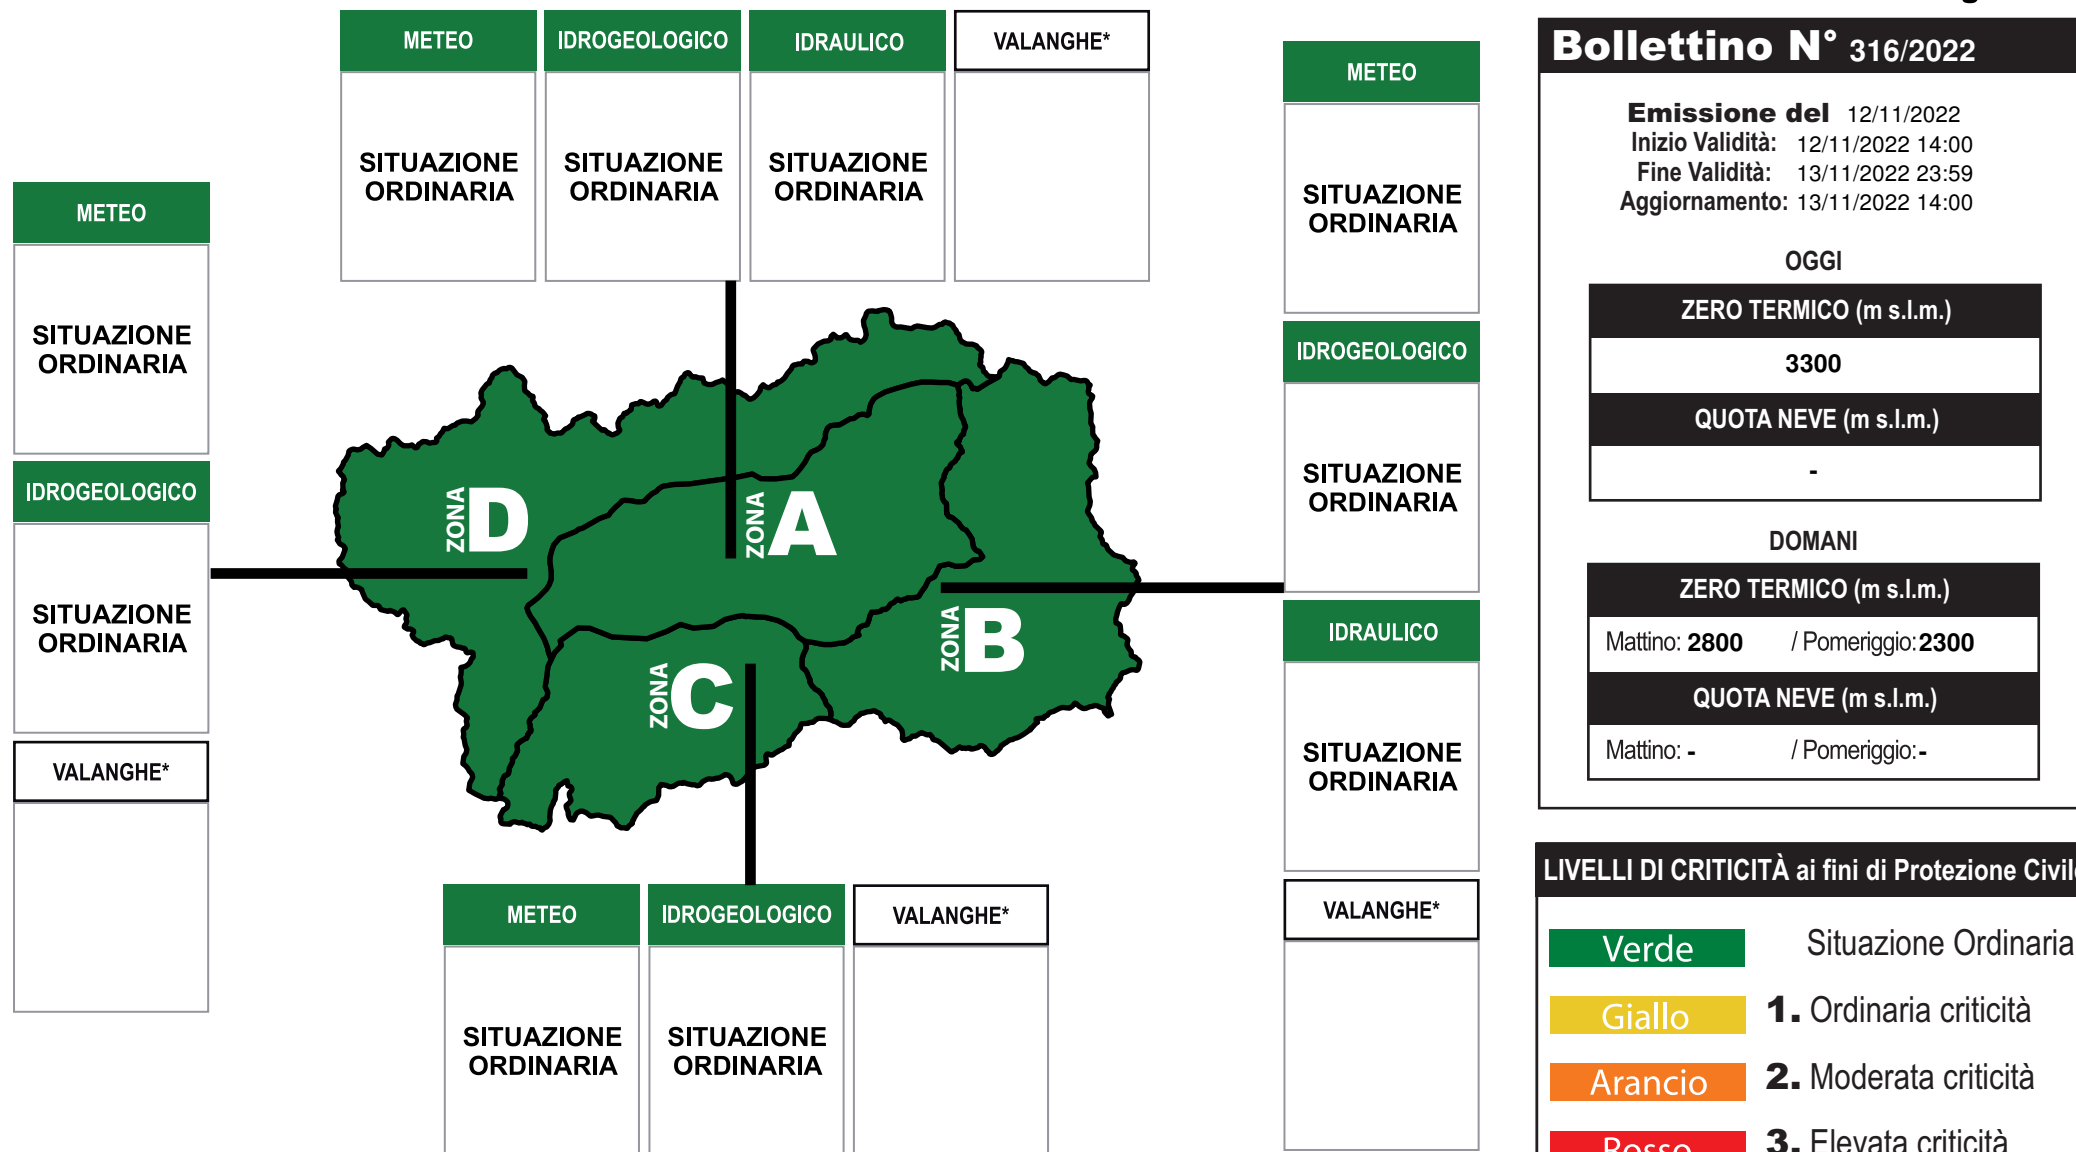 METEO
IDROGEOLOGICO
IDRAULICO
VALANGHE*
SITUAZIONE
ORDINARIA
SITUAZIONE
ORDINARIA
SITUAZIONE
ORDINARIA
METEO
SITUAZIONE
ORDINARIA
IDROGEOLOGICO
SITUAZIONE
ORDINARIA
VALANGHE*
ZONA D
ZONA A
ZONA B
ZONA C
METEO
SITUAZIONE
ORDINARIA
IDROGEOLOGICO
SITUAZIONE
ORDINARIA
IDRAULICO
SITUAZIONE
ORDINARIA
VALANGHE*
METEO
IDROGEOLOGICO
VALANGHE*
SITUAZIONE
ORDINARIA
SITUAZIONE
ORDINARIA
Bollettino N° 316/2022
Emissione del 12/11/2022
Inizio Validità: 12/11/2022 14:00
Fine Validità: 13/11/2022 23:59
Aggiornamento: 13/11/2022 14:00
OGGI
ZERO TERMICO (m s.l.m.)
3300
QUOTA NEVE (m s.l.m.)
-
DOMANI
ZERO TERMICO (m s.l.m.)
Mattino: 2800 / Pomeriggio: 2300
QUOTA NEVE (m s.l.m.)
Mattino: - / Pomeriggio: -
LIVELLI DI CRITICITÀ ai fini di Protezione Civile
Verde Situazione Ordinaria
Giallo 1. Ordinaria criticità
Arancio 2. Moderata criticità
Rosso 3. Elevata criticità